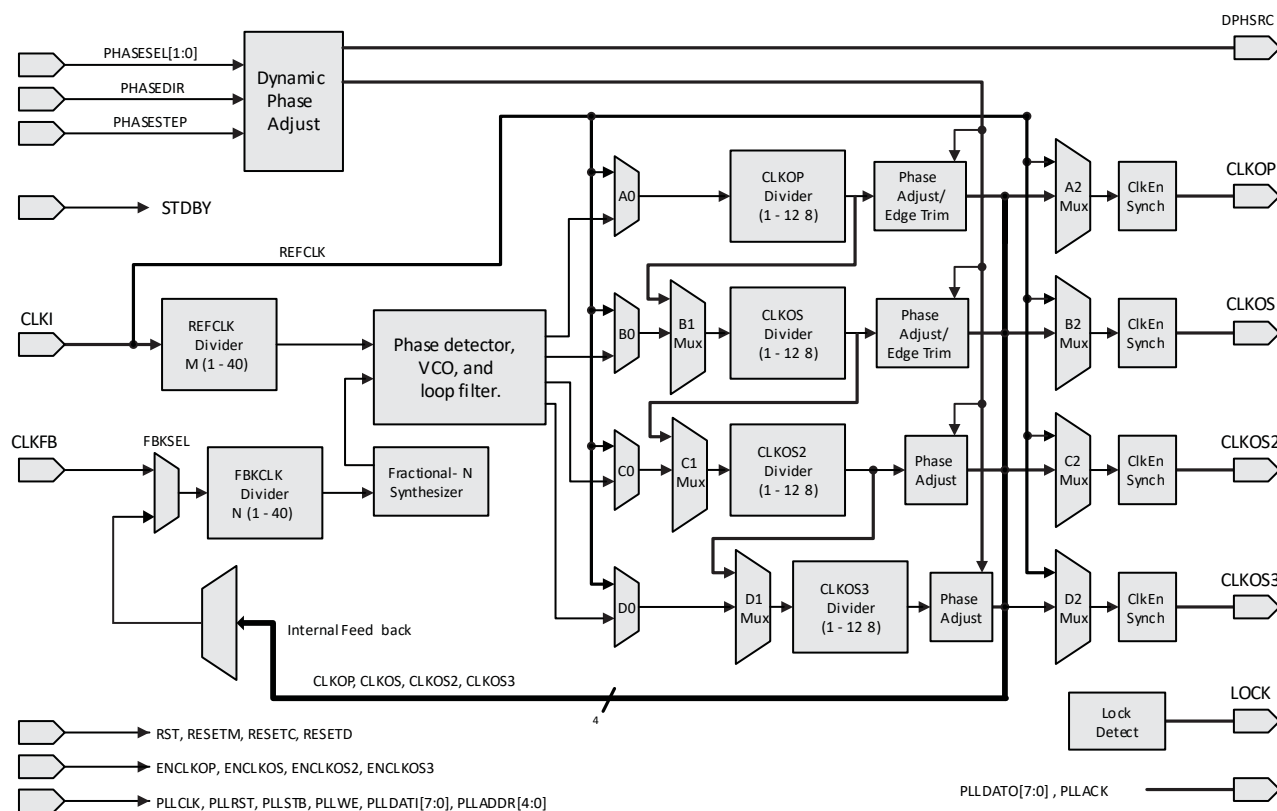 DPHSRC
PHASESEL[1:0]
PHASEDIR
PHASESTEP
Dynamic
Phase
Adjust
STDBY
REFCLK
CLKI
REFCLK
Divider
M (1 - 40)
Phase detector,
VCO, and
loop filter.
CLKFB
FBKSEL
FBKCLK
Divider
N (1 - 40)
Fractional- N
Synthesizer
A0
CLKOP
Divider
(1 - 12 8)
Phase
Adjust/
Edge Trim
A2
Mux
ClkEn
Synch
CLKOP
B0
B1
Mux
CLKOS
Divider
(1 - 12 8)
Phase
Adjust/
Edge Trim
B2
Mux
ClkEn
Synch
CLKOS
C0
C1
Mux
CLKOS2
Divider
(1 - 12 8)
Phase
Adjust
C2
Mux
ClkEn
Synch
CLKOS2
D0
D1
Mux
CLKOS3
Divider
(1 - 12 8)
Phase
Adjust
D2
Mux
ClkEn
Synch
CLKOS3
Internal Feed back
CLKOP, CLKOS, CLKOS2, CLKOS3
4
Lock
Detect
LOCK
RST, RESETM, RESETC, RESETD
ENCLKOP, ENCLKOS, ENCLKOS2, ENCLKOS3
PLLCLK, PLLRST, PLLSTB, PLLWE, PLLDATI[7:0], PLLADDR[4:0]
PLLDATO[7:0] , PLLACK